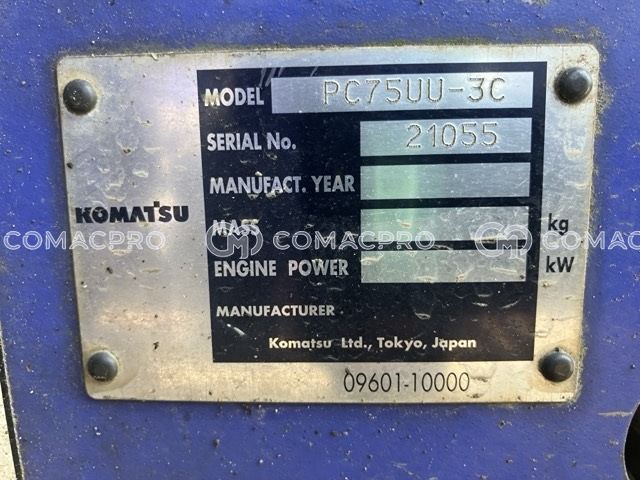 MODEL PC75UU-3C
SERIAL No. 21055
MANUFACT. YEAR
KOMATSU
MASS kg
COMACPRO COMACPRO COMACPRO
ENGINE POWER kW
MANUFACTURER
Komatsu Ltd., Tokyo, Japan
09601-10000